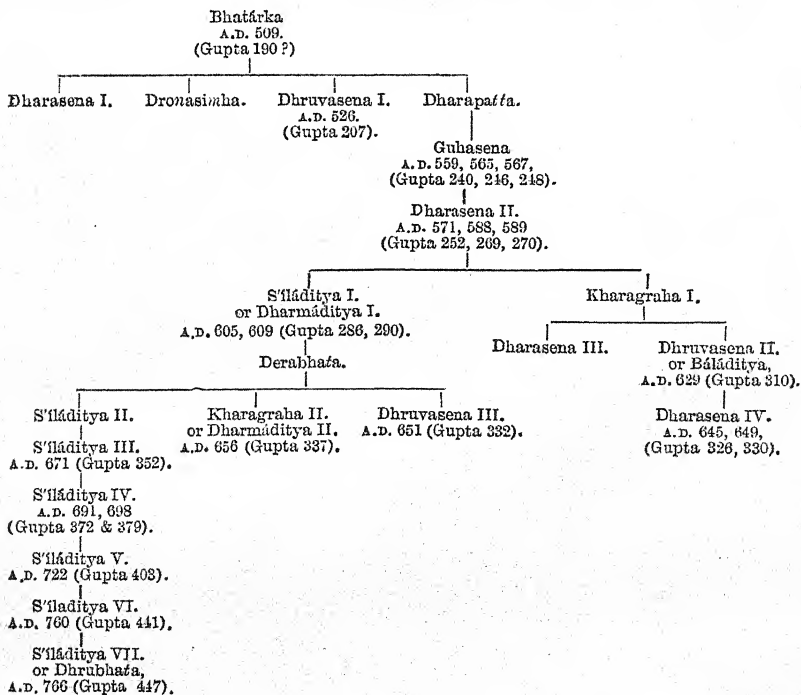 Bhatárka
A.D. 509.
(Gupta 190 ?)
Dharasena I. Dronasimha. Dhruvasena I. Dharapatta.
A.D. 526.
(Gupta 207).
Guhasena
A.D. 559, 565, 567,
(Gupta 240, 246, 248).
Dharasena II.
A.D. 571, 588, 589
(Gupta 252, 269, 270).
S'íláditya I. Kharagraha I.
or Dharmáditya I.
A.D. 605, 609 (Gupta 286, 290).
Dharasena III. Dhruvasena II.
or Báláditya,
A.D. 629 (Gupta 310).
Derabhata.
Dharasena IV.
A.D. 645, 649,
(Gupta 326, 330).
S'íláditya II. Kharagraha II. Dhruvasena III.
or Dharmáditya II. A.D. 651 (Gupta 332).
A.D. 656 (Gupta 337).
S'íláditya III.
A.D. 671 (Gupta 352).
S'íláditya IV.
A.D. 691, 698
(Gupta 372 & 379).
S'íláditya V.
A.D. 722 (Gupta 403).
S'íladitya VI.
A.D. 760 (Gupta 441).
S'íláditya VII.
or Dhrubhata,
A.D. 766 (Gupta 447).